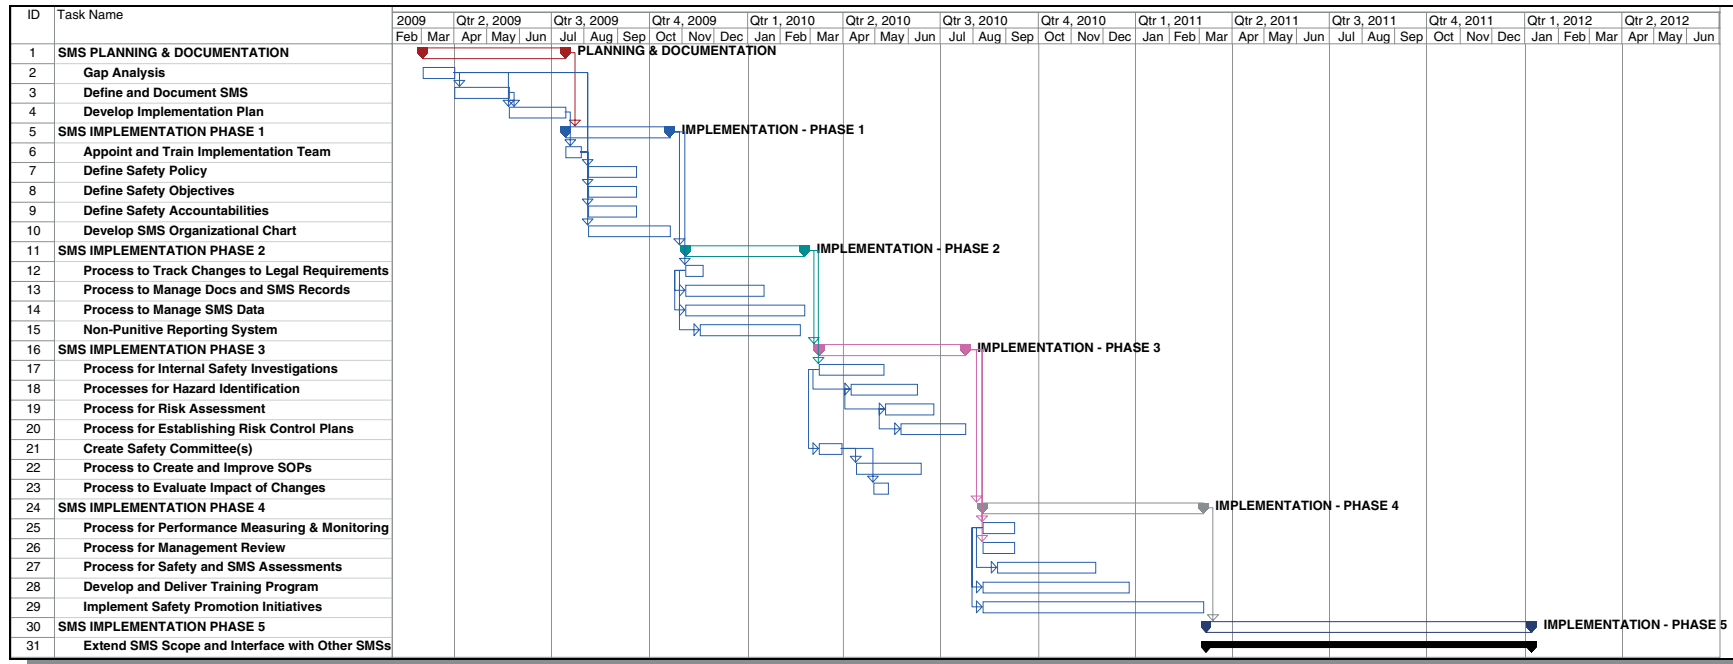 ID Task Name 2009 Qtr 2, 2009 Qtr 3, 2009 Qtr 4, 2009 Qtr 1, 2010 Qtr 2, 2010 Qtr 3, 2010 Qtr 4, 2010 Qtr 1, 2011 Qtr 2, 2011 Qtr 3, 2011 Qtr 4, 2011 Qtr 1, 2012 Qtr 2, 2012
Feb Mar Apr May Jun Jul Aug Sep Oct Nov Dec Jan Feb Mar Apr May Jun Jul Aug Sep Oct Nov Dec Jan Feb Mar Apr May Jun Jul Aug Sep Oct Nov Dec Jan Feb Mar Apr May Jun
1 SMS PLANNING & DOCUMENTATION PLANNING & DOCUMENTATION
2 Gap Analysis
3 Define and Document SMS
4 Develop Implementation Plan
5 SMS IMPLEMENTATION PHASE 1 IMPLEMENTATION - PHASE 1
6 Appoint and Train Implementation Team
7 Define Safety Policy
8 Define Safety Objectives
9 Define Safety Accountabilities
10 Develop SMS Organizational Chart
11 SMS IMPLEMENTATION PHASE 2 IMPLEMENTATION - PHASE 2
12 Process to Track Changes to Legal Requirements
13 Process to Manage Docs and SMS Records
14 Process to Manage SMS Data
15 Non-Punitive Reporting System
16 SMS IMPLEMENTATION PHASE 3 IMPLEMENTATION - PHASE 3
17 Process for Internal Safety Investigations
18 Processes for Hazard Identification
19 Process for Risk Assessment
20 Process for Establishing Risk Control Plans
21 Create Safety Committee(s)
22 Process to Create and Improve SOPs
23 Process to Evaluate Impact of Changes
24 SMS IMPLEMENTATION PHASE 4 IMPLEMENTATION - PHASE 4
25 Process for Performance Measuring & Monitoring
26 Process for Management Review
27 Process for Safety and SMS Assessments
28 Develop and Deliver Training Program
29 Implement Safety Promotion Initiatives
30 SMS IMPLEMENTATION PHASE 5 IMPLEMENTATION - PHASE 5
31 Extend SMS Scope and Interface with Other SMSs